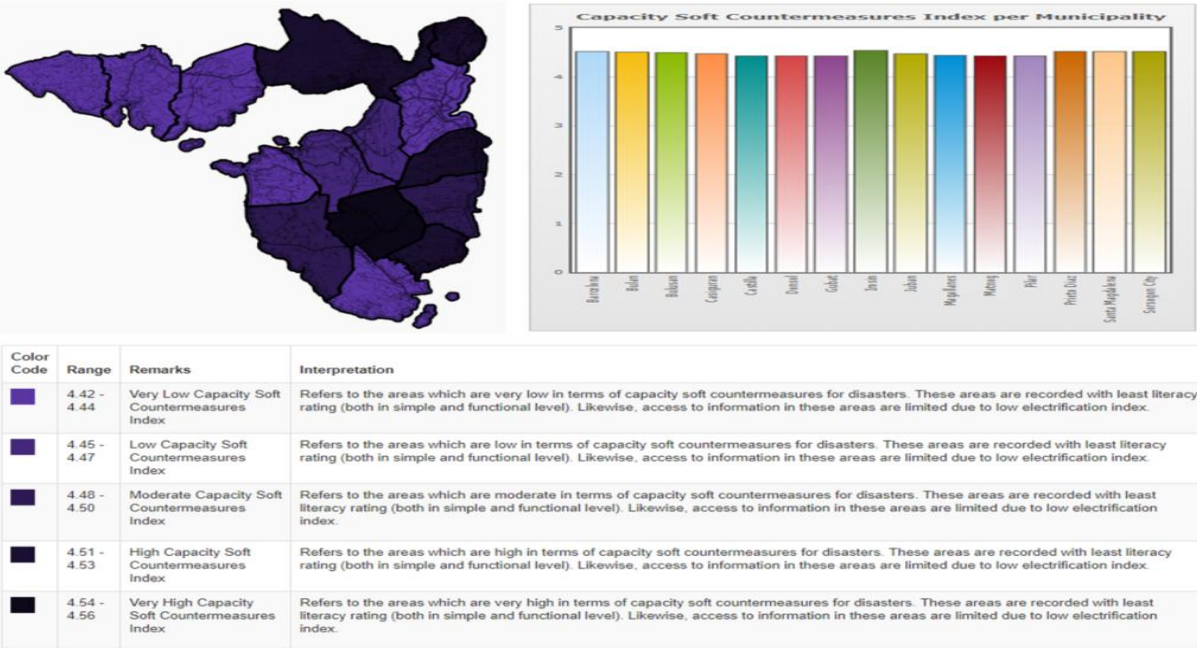 Capacity Soft Countermeasures Index per Municipality
5
4
3
2
1
0
Barcelona
Bulan
Bulusan
Casiguran
Castilla
Donsol
Gubat
Irosin
Juban
Magallanes
Matnog
Pilar
Prieto Diaz
Santa Magdalena
Sorsogon City
Color Code Range Remarks Interpretation
4.42 - 4.44
Very Low Capacity Soft
Countermeasures
Index
Refers to the areas which are very low in terms of capacity soft countermeasures for disasters. These areas are recorded with least literacy
rating (both in simple and functional level). Likewise, access to information in these areas are limited due to low electrification index.
4.45 - 4.47
Low Capacity Soft
Countermeasures
Index
Refers to the areas which are low in terms of capacity soft countermeasures for disasters. These areas are recorded with least literacy
rating (both in simple and functional level). Likewise, access to information in these areas are limited due to low electrification index.
4.48 - 4.50
Moderate Capacity Soft
Countermeasures
Index
Refers to the areas which are moderate in terms of capacity soft countermeasures for disasters. These areas are recorded with least
literacy rating (both in simple and functional level). Likewise, access to information in these areas are limited due to low electrification
index.
4.51 - 4.53
High Capacity Soft
Countermeasures
Index
Refers to the areas which are high in terms of capacity soft countermeasures for disasters. These areas are recorded with least literacy
rating (both in simple and functional level). Likewise, access to information in these areas are limited due to low electrification index.
4.54 - 4.56
Very High Capacity
Soft Countermeasures
Index
Refers to the areas which are very high in terms of capacity soft countermeasures for disasters. These areas are recorded with least
literacy rating (both in simple and functional level). Likewise, access to information in these areas are limited due to low electrification
index.